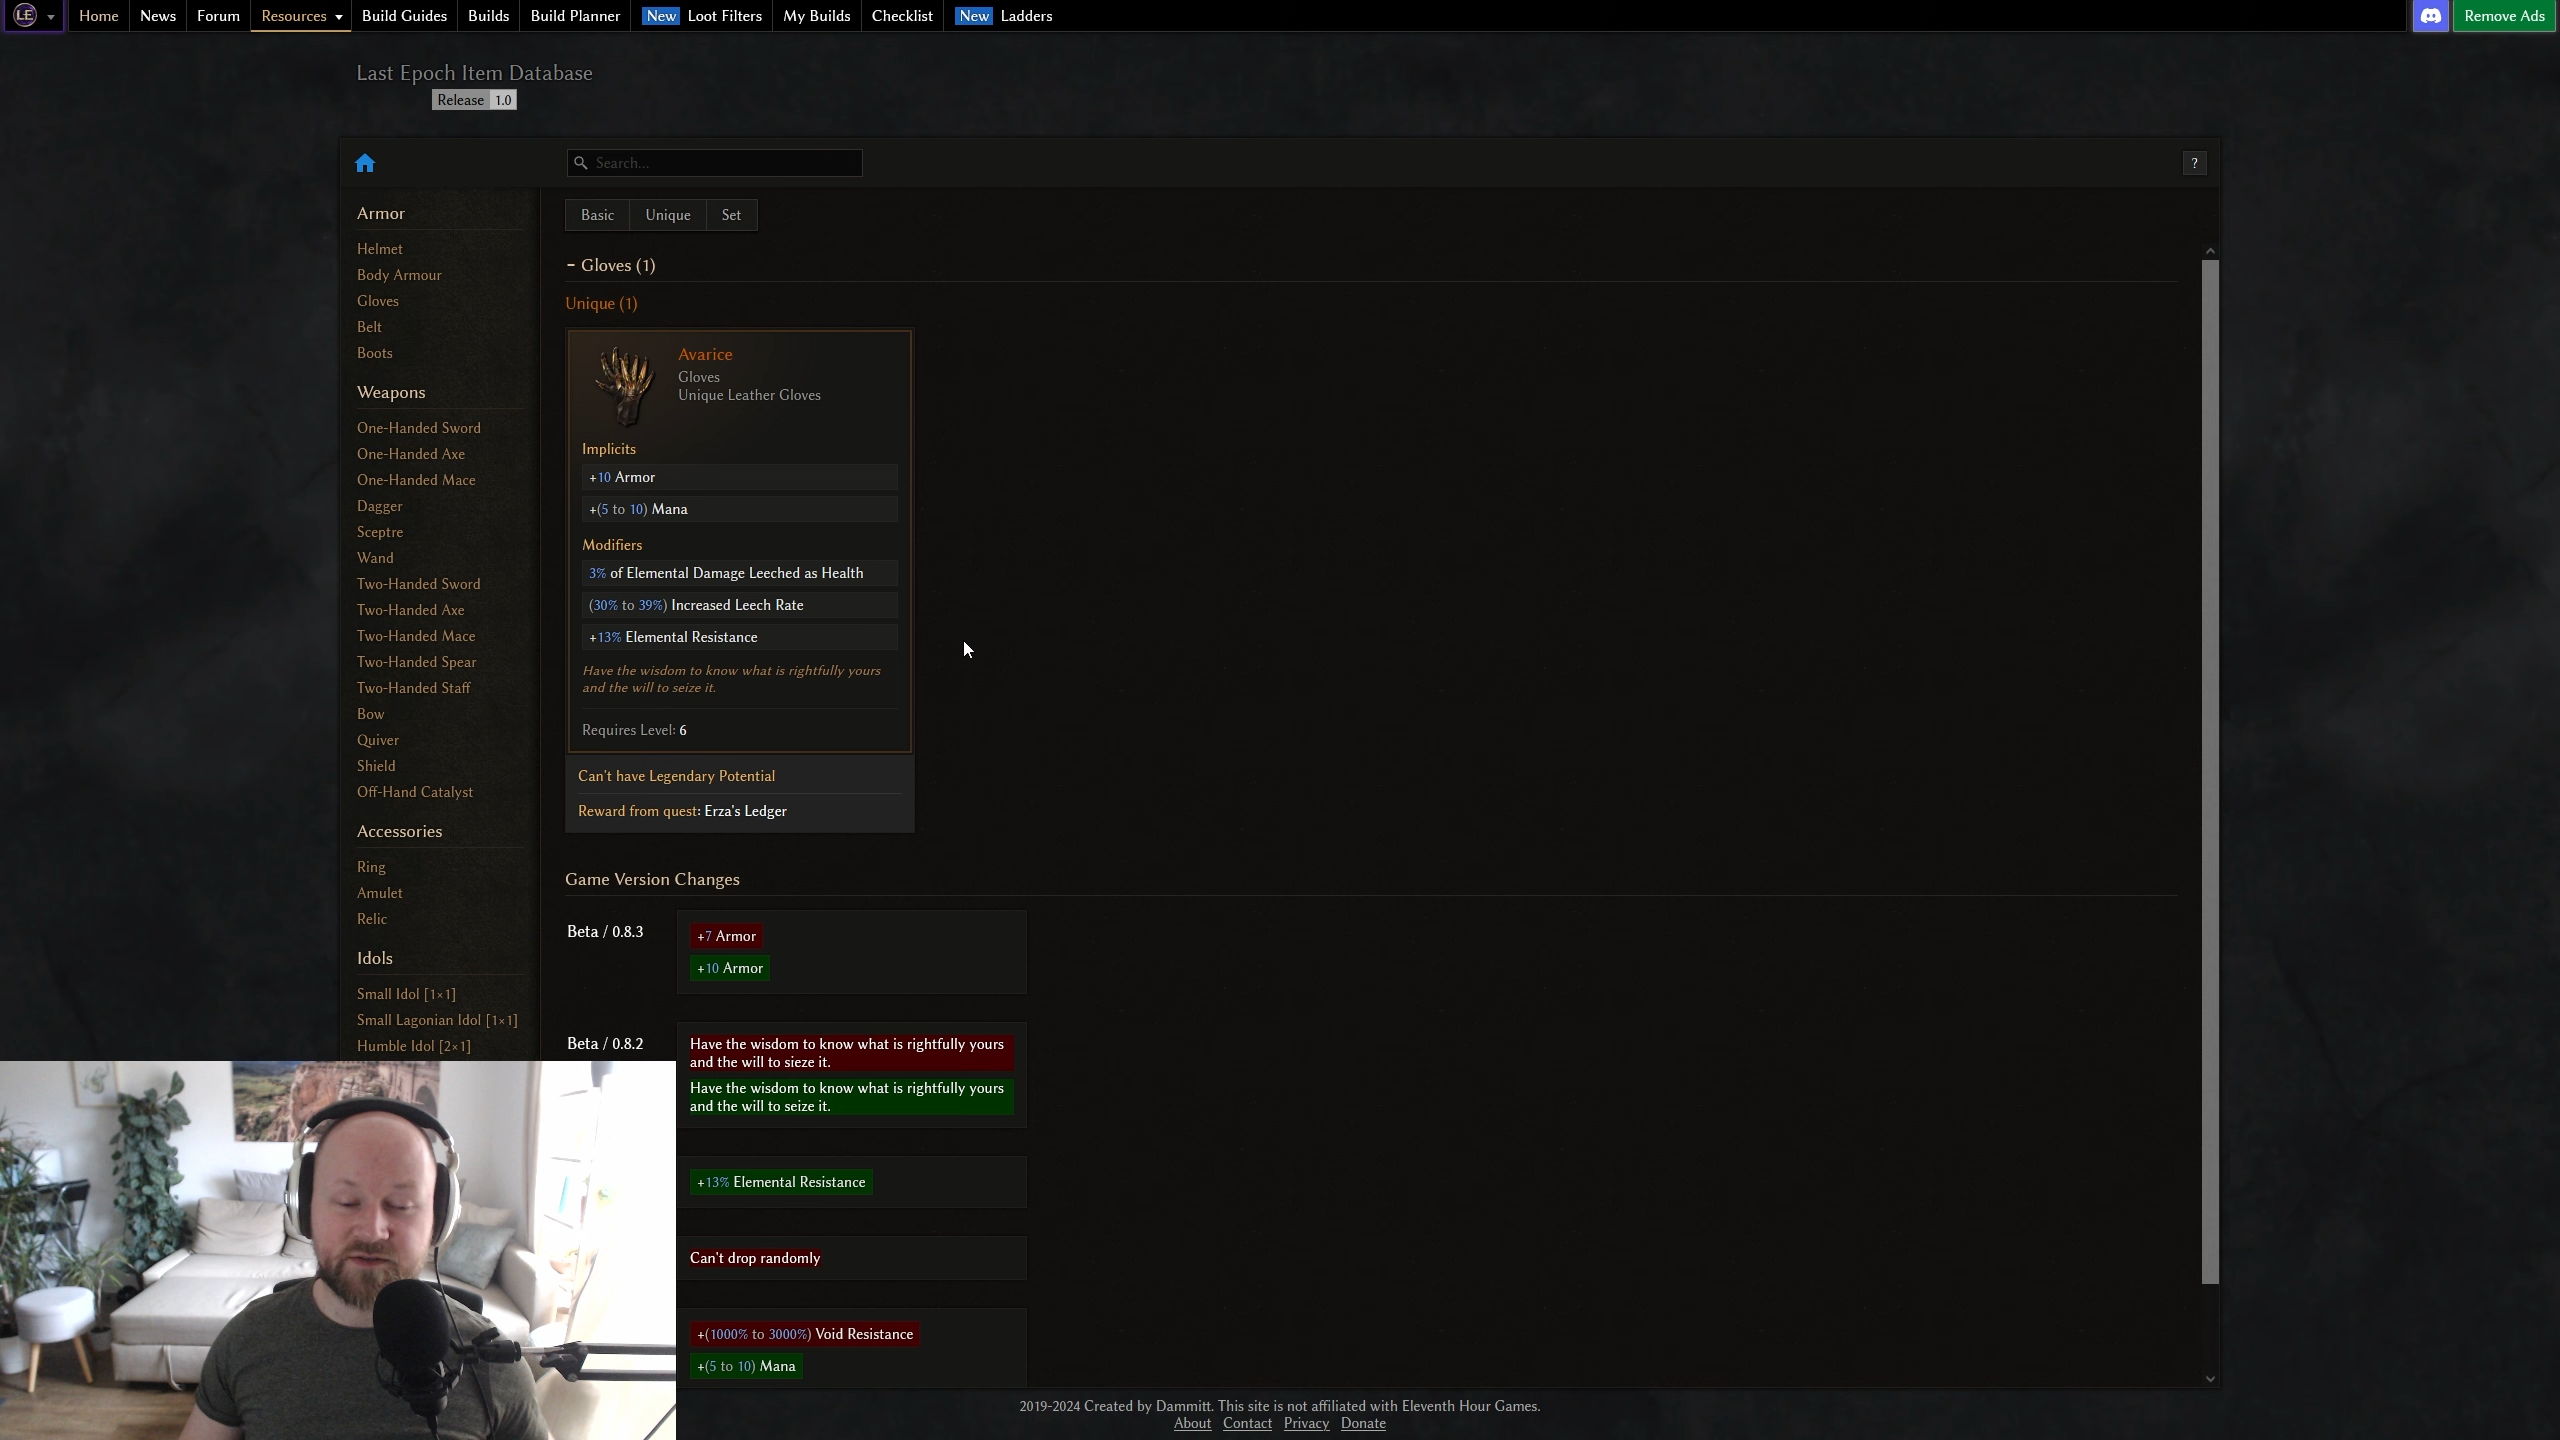 LE
Home
News
Forum
Resources
Build Guides
Builds
Build Planner
New Loot Filters
My Builds
Checklist
New Ladders
Remove Ads
Last Epoch Item Database
Release 1.0
Search...
?
Armor
Helmet
Body Armour
Gloves
Belt
Boots
Weapons
One-Handed Sword
One-Handed Axe
One-Handed Mace
Dagger
Sceptre
Wand
Two-Handed Sword
Two-Handed Axe
Two-Handed Mace
Two-Handed Spear
Two-Handed Staff
Bow
Quiver
Shield
Off-Hand Catalyst
Accessories
Ring
Amulet
Relic
Idols
Small Idol [1×1]
Small Lagonian Idol [1×1]
Humble Idol [2×1]
Basic
Unique
Set
− Gloves (1)
Unique (1)
Avarice
Gloves
Unique Leather Gloves
Implicits
+10 Armor
+(5 to 10) Mana
Modifiers
3% of Elemental Damage Leeched as Health
(30% to 39%) Increased Leech Rate
+13% Elemental Resistance
Have the wisdom to know what is rightfully yours
and the will to seize it.
Requires Level: 6
Can't have Legendary Potential
Reward from quest: Erza's Ledger
Game Version Changes
Beta / 0.8.3
+7 Armor
+10 Armor
Beta / 0.8.2
Have the wisdom to know what is rightfully yours
and the will to sieze it.
Have the wisdom to know what is rightfully yours
and the will to seize it.
+13% Elemental Resistance
Can't drop randomly
+(1000% to 3000%) Void Resistance
+(5 to 10) Mana
2019-2024 Created by Dammitt. This site is not affiliated with Eleventh Hour Games.
About Contact Privacy Donate